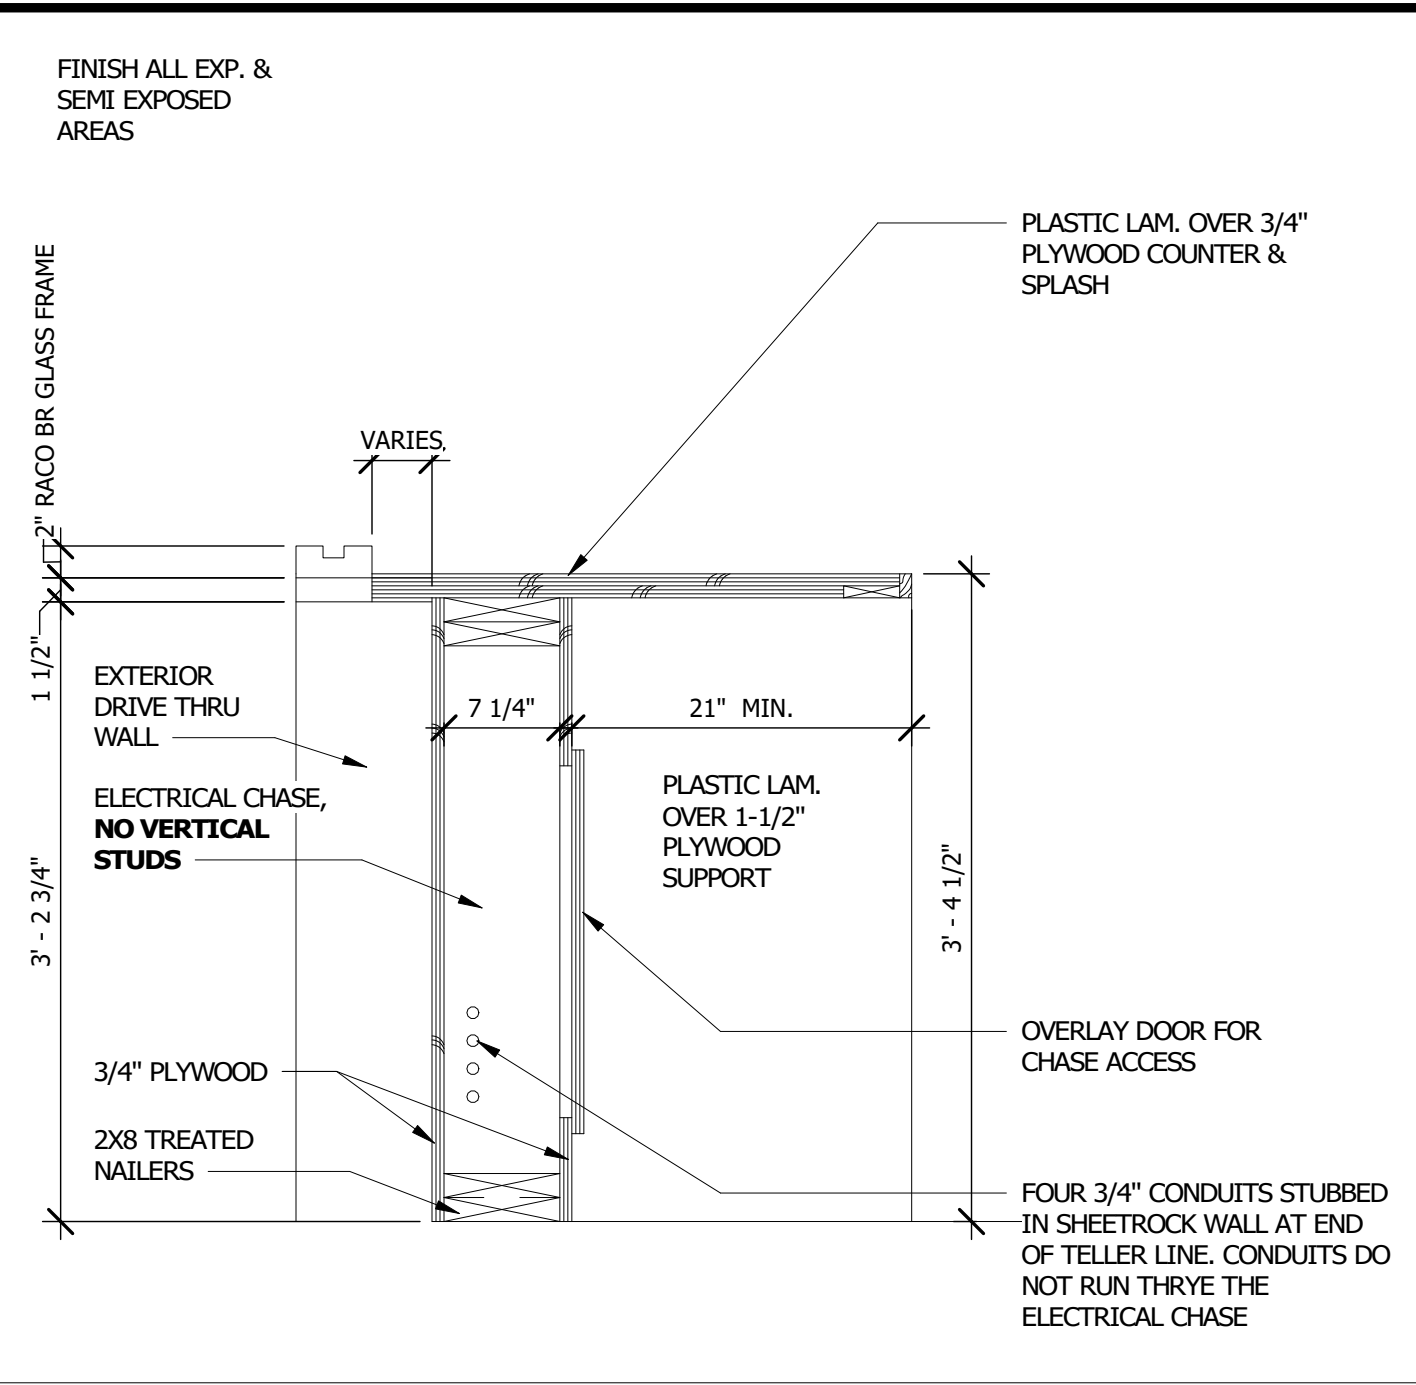 FINISH ALL EXP. &
SEMI EXPOSED
AREAS
PLASTIC LAM. OVER 3/4"
PLYWOOD COUNTER &
SPLASH
2" RACO BR GLASS FRAME
VARIES
1 1/2"
EXTERIOR
DRIVE THRU
WALL
7 1/4"
21" MIN.
ELECTRICAL CHASE,
NO VERTICAL
STUDS
PLASTIC LAM.
OVER 1-1/2"
PLYWOOD
SUPPORT
3' - 2 3/4"
3' - 4 1/2"
OVERLAY DOOR FOR
CHASE ACCESS
3/4" PLYWOOD
2X8 TREATED
NAILERS
FOUR 3/4" CONDUITS STUBBED
IN SHEETROCK WALL AT END
OF TELLER LINE. CONDUITS DO
NOT RUN THRYE THE
ELECTRICAL CHASE